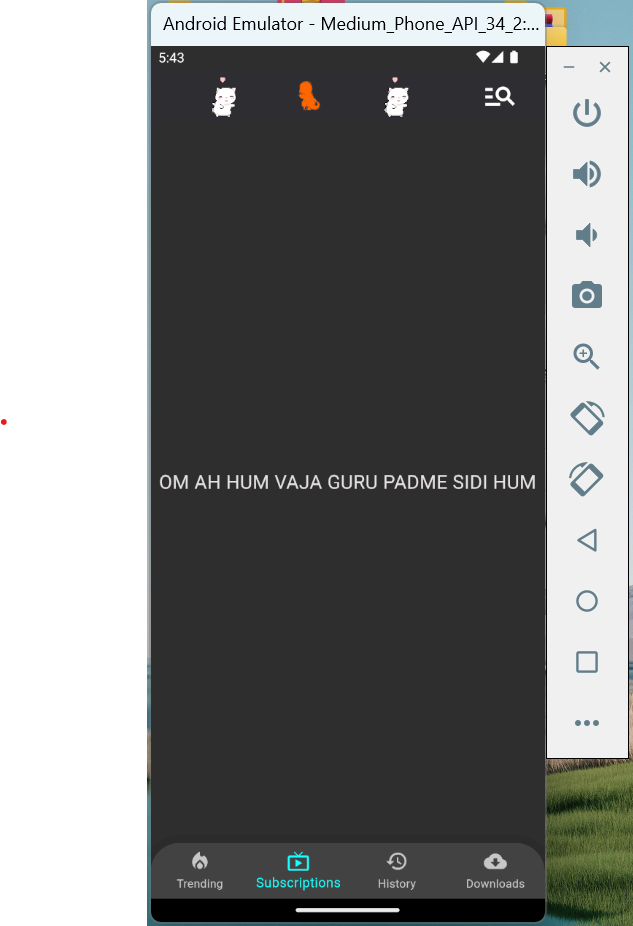 Android Emulator - Medium_Phone_API_34_2:...
5:43
OM AH HUM VAJA GURU PADME SIDI HUM
Trending
Subscriptions
History
Downloads